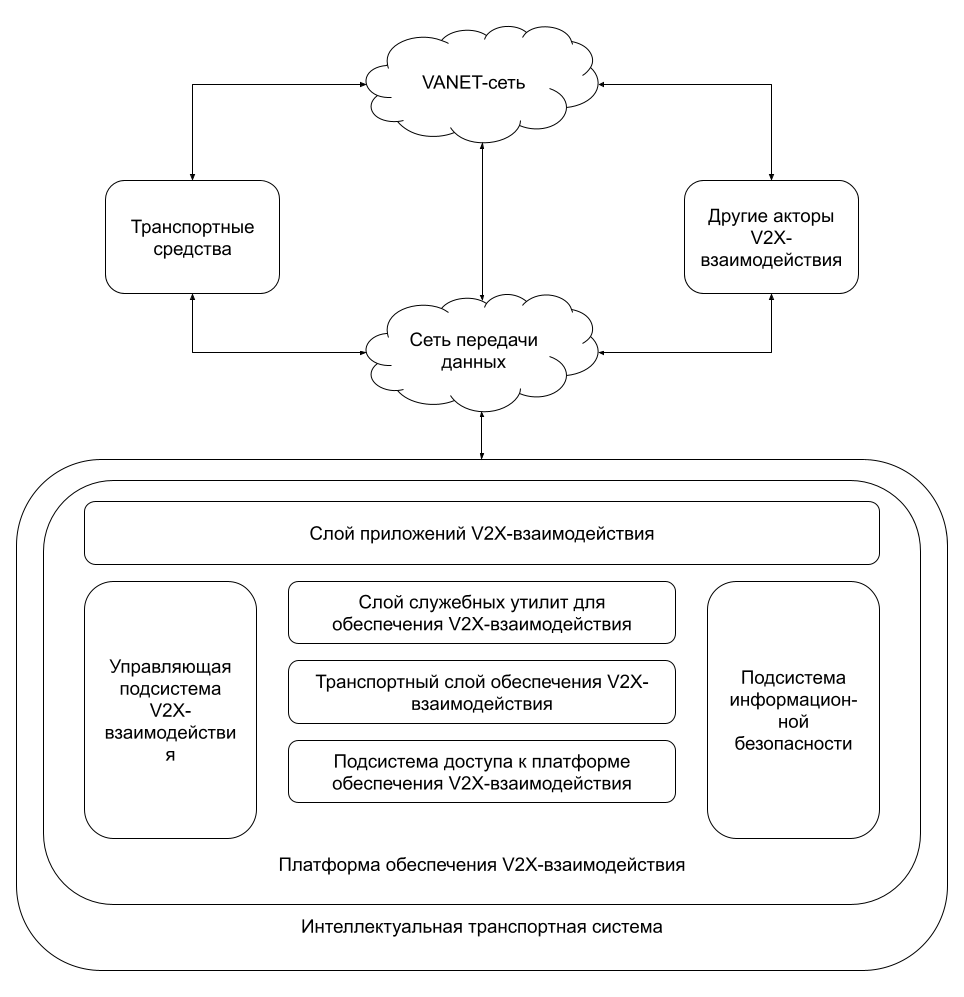 VANET-сеть
Транспортные
средства
Другие акторы
V2X-
взаимодействия
Сеть передачи
данных
Слой приложений V2X-взаимодействия
Управляющая
подсистема
V2X-
взаимодействи
я
Слой служебных утилит для
обеспечения V2X-взаимодействия
Транспортный слой обеспечения V2X-
взаимодействия
Подсистема доступа к платформе
обеспечения V2X-взаимодействия
Подсистема
информацион-
ной
безопасности
Платформа обеспечения V2X-взаимодействия
Интеллектуальная транспортная система